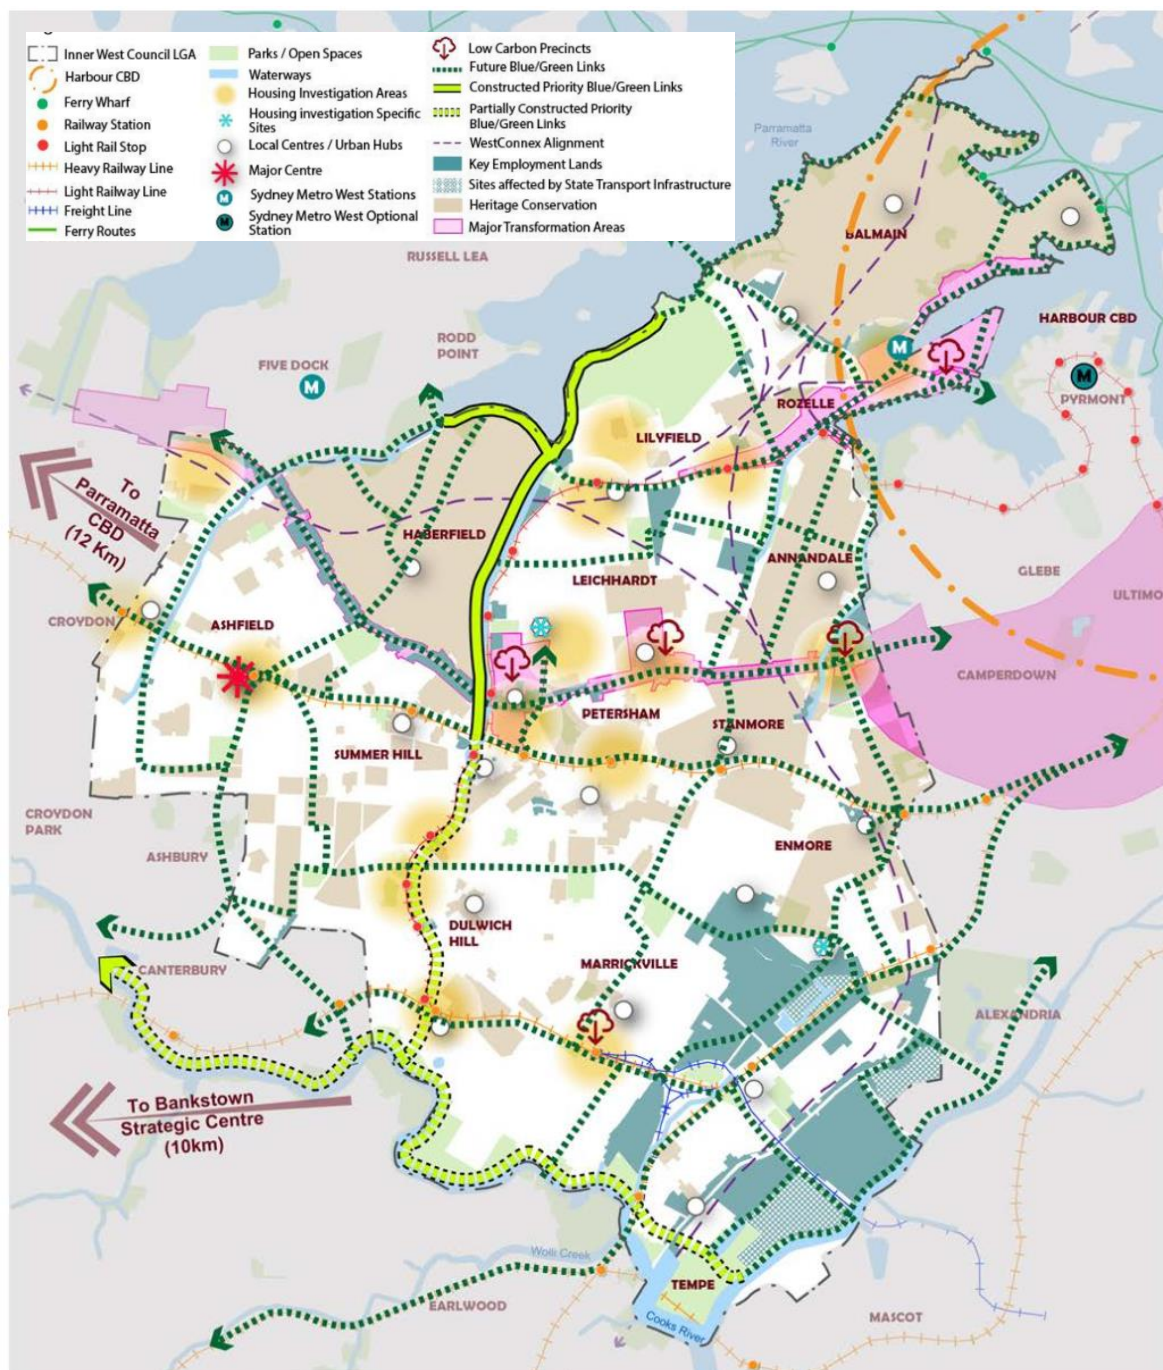 Inner West Council LGA
Harbour CBD
Ferry Wharf
Railway Station
Light Rail Stop
Heavy Railway Line
Light Railway Line
Freight Line
Ferry Routes
Parks / Open Spaces
Waterways
Housing Investigation Areas
Housing investigation Specific
Sites
Local Centres / Urban Hubs
Major Centre
M
Sydney Metro West Stations
M
Sydney Metro West Optional
Station
Low Carbon Precincts
Future Blue/Green Links
Constructed Priority Blue/Green Links
Partially Constructed Priority
Blue/Green Links
WestConnex Alignment
Key Employment Lands
Sites affected by State Transport Infrastructure
Heritage Conservation
Major Transformation Areas
Parramatta
River
BALMAIN
RUSSELL LEA
HARBOUR CBD
RODD
POINT
FIVE DOCK
M
M
M
PYRMONT
ROZELLE
LILYFIELD
To
Parramatta
CBD
(12 Km)
HABERFIELD
ANNANDALE
LEICHHARDT
GLEBE
ULTIMO
CROYDON
ASHFIELD
CAMPERDOWN
PETERSHAM
STANMORE
SUMMER HILL
CROYDON
PARK
ASHBURY
ENMORE
DULWICH
HILL
MARRICKVILLE
CANTERBURY
ALEXANDRIA
To Bankstown
Strategic Centre
(10km)
Wolli Creek
TEMPE
EARLWOOD
Cooks River
MASCOT